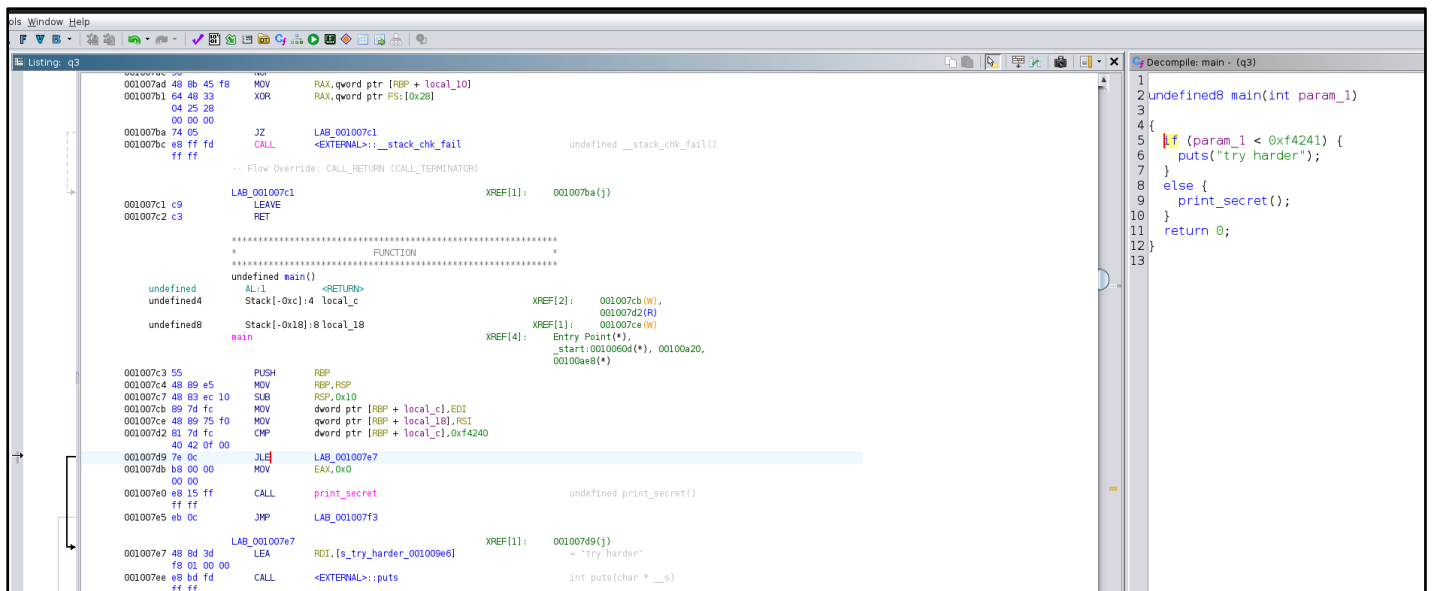 ols Window Help
F V B
Listing: q3
001007ad 48 8b 45 f8 MOV RAX,qword ptr [RBP + local_10]
001007b1 64 48 33 XOR RAX,qword ptr FS:[0x28]
04 25 28
00 00 00
001007ba 74 05 JZ LAB_001007c1
001007bc e8 ff fd CALL <EXTERNAL>::__stack_chk_fail undefined __stack_chk_fail()
ff ff
-- Flow Override: CALL_RETURN (CALL_TERMINATOR)
LAB_001007c1 XREF[1]: 001007ba(j)
001007c1 c9 LEAVE
001007c2 c3 RET
**************************************************************
* FUNCTION *
**************************************************************
undefined main()
undefined AL:1 <RETURN>
undefined4 Stack[-0xc]:4 local_c XREF[2]: 001007cb(W),
001007d2(R)
undefined8 Stack[-0x18]:8 local_18 XREF[1]: 001007ce(W)
main XREF[4]: Entry Point(*),
_start:0010060d(*), 00100a20,
00100ae8(*)
001007c3 55 PUSH RBP
001007c4 48 89 e5 MOV RBP,RSP
001007c7 48 83 ec 10 SUB RSP,0x10
001007cb 89 7d fc MOV dword ptr [RBP + local_c],EDI
001007ce 48 89 75 f0 MOV qword ptr [RBP + local_18],RSI
001007d2 81 7d fc CMP dword ptr [RBP + local_c],0xf4240
40 42 0f 00
001007d9 7e 0c JLE LAB_001007e7
001007db b8 00 00 MOV EAX,0x0
00 00
001007e0 e8 15 ff CALL print_secret undefined print_secret()
ff ff
001007e5 eb 0c JMP LAB_001007f3
LAB_001007e7 XREF[1]: 001007d9(j)
001007e7 48 8d 3d LEA RDI,[s_try_harder_001009e6] = "try harder"
f8 01 00 00
001007ee e8 bd fd CALL <EXTERNAL>::puts int puts(char * __s)
ff ff
Decompile: main - (q3)
1
2 undefined8 main(int param_1)
3
4 {
5 if (param_1 < 0xf4241) {
6 puts("try harder");
7 }
8 else {
9 print_secret();
10 }
11 return 0;
12 }
13